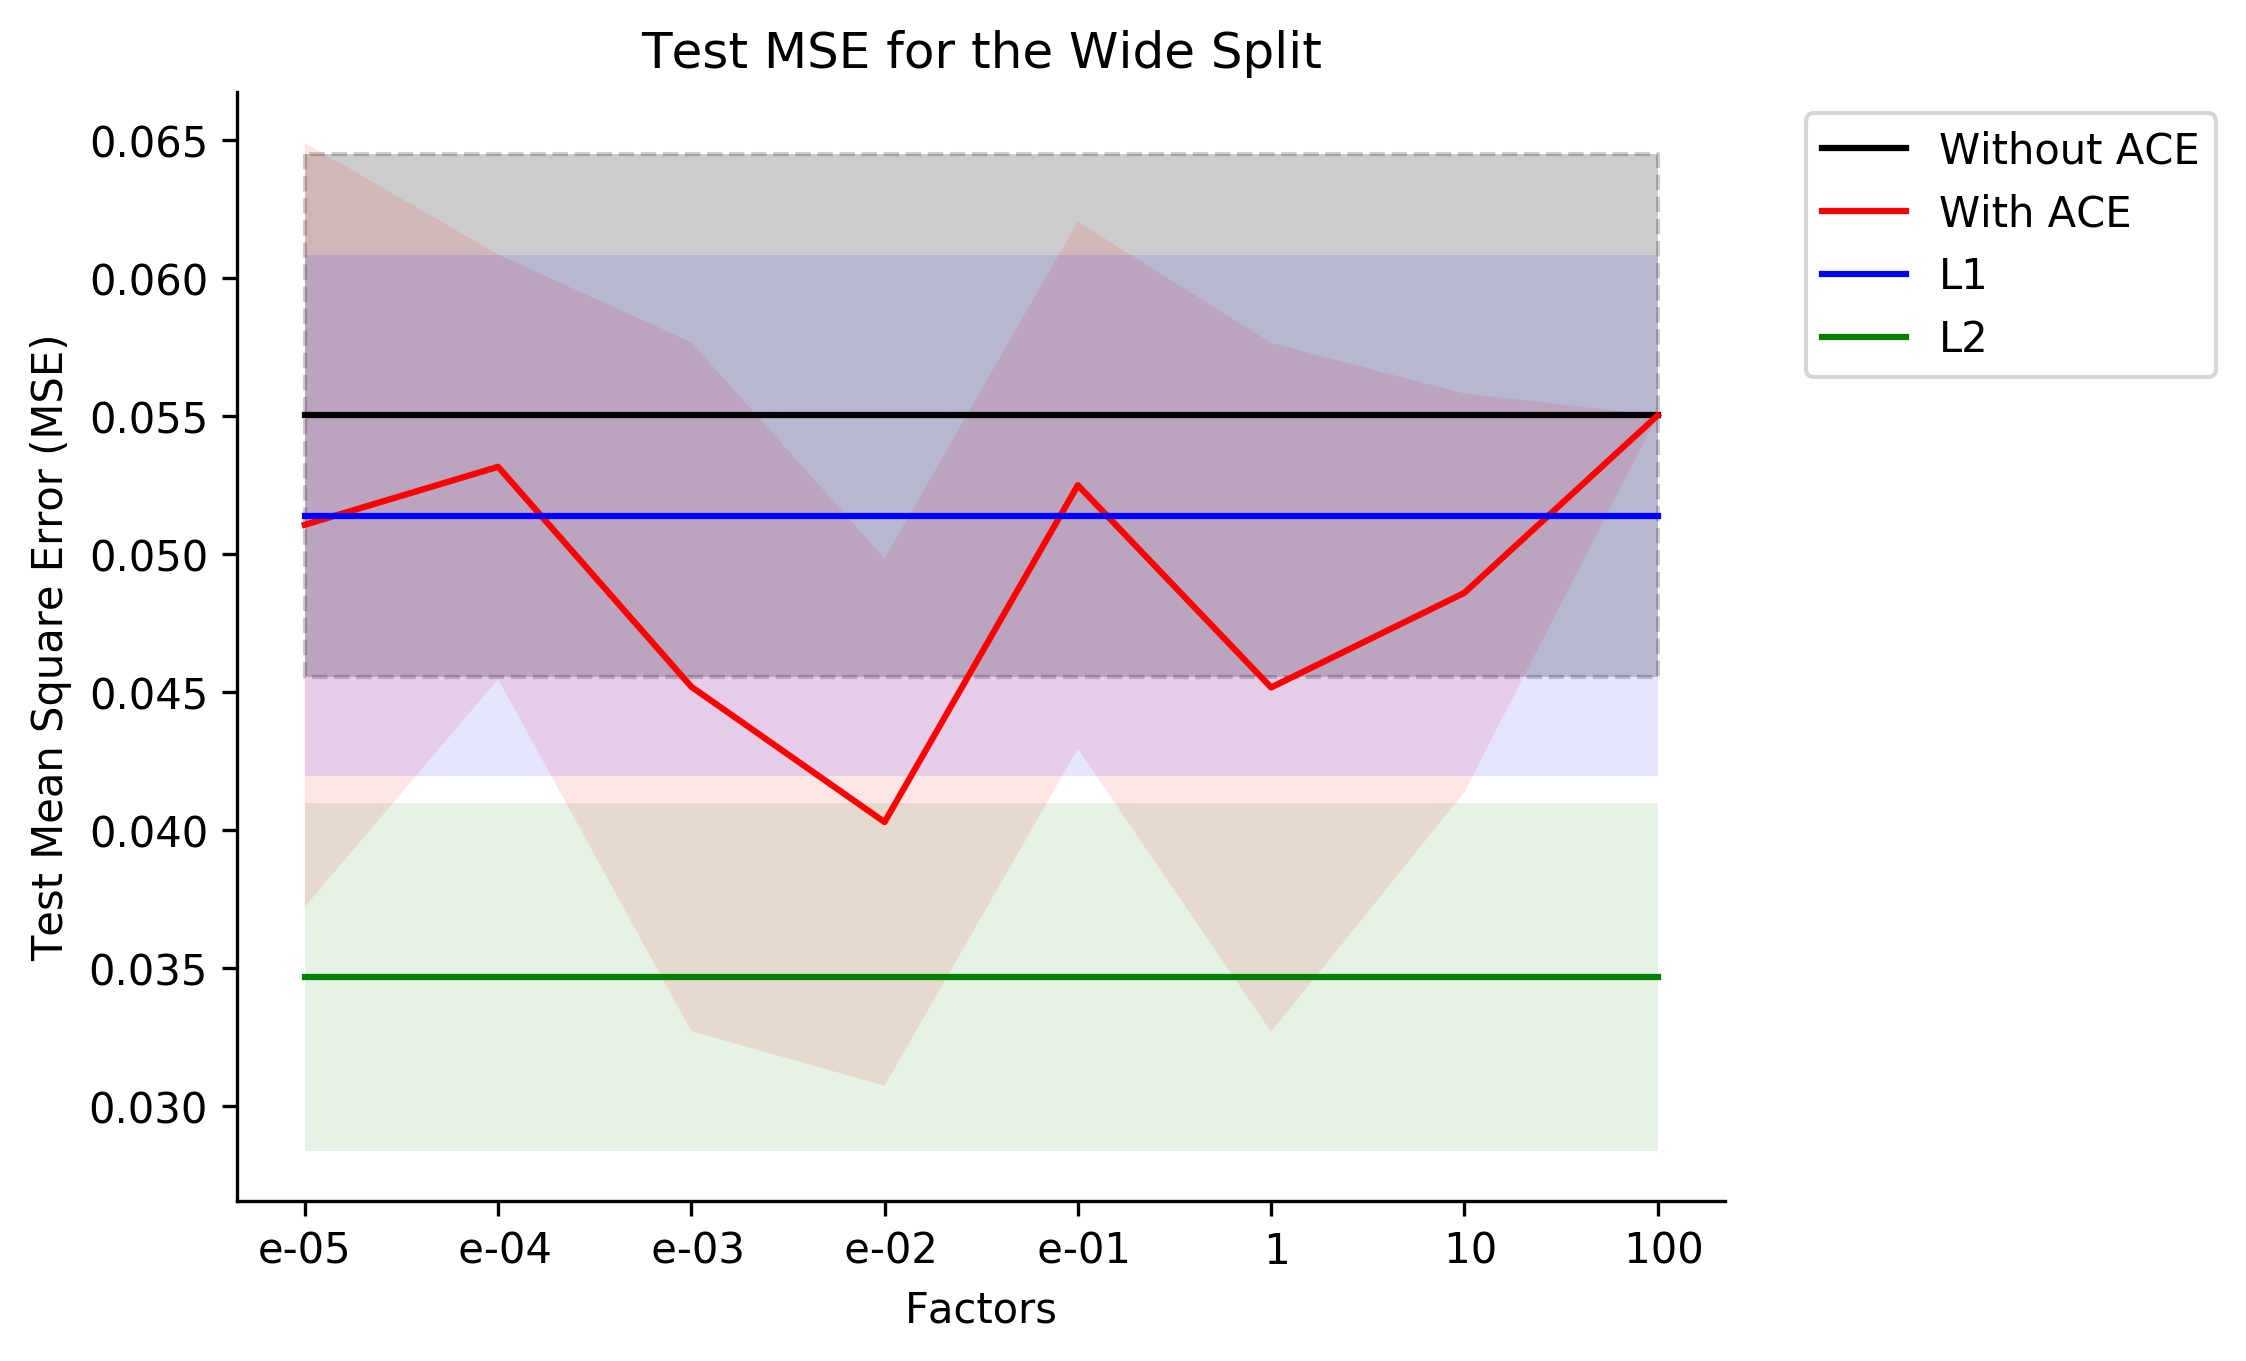 Test MSE for the Wide Split
Test Mean Square Error (MSE)
0.065
0.060
0.055
0.050
0.045
0.040
0.035
0.030
e-05 e-04 e-03 e-02 e-01 1 10 100
Factors
Without ACE
With ACE
L1
L2